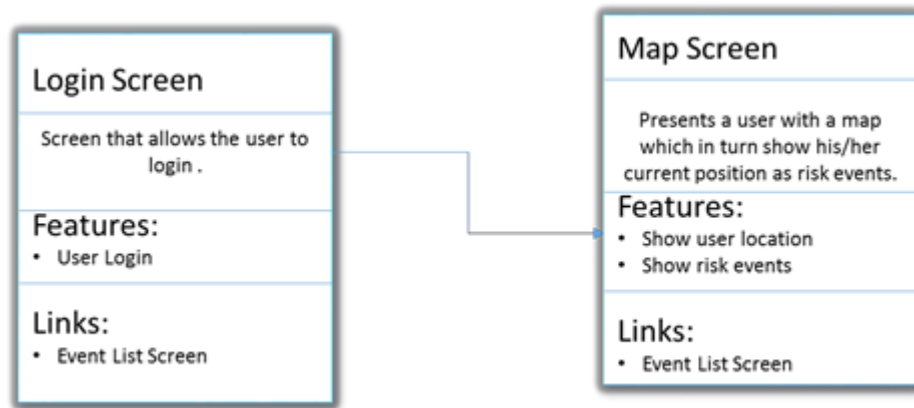 Login Screen
Screen that allows the user to
login .
Features:
• User Login
Links:
• Event List Screen
Map Screen
Presents a user with a map
which in turn show his/her
current position as risk events.
Features:
• Show user location
• Show risk events
Links:
• Event List Screen